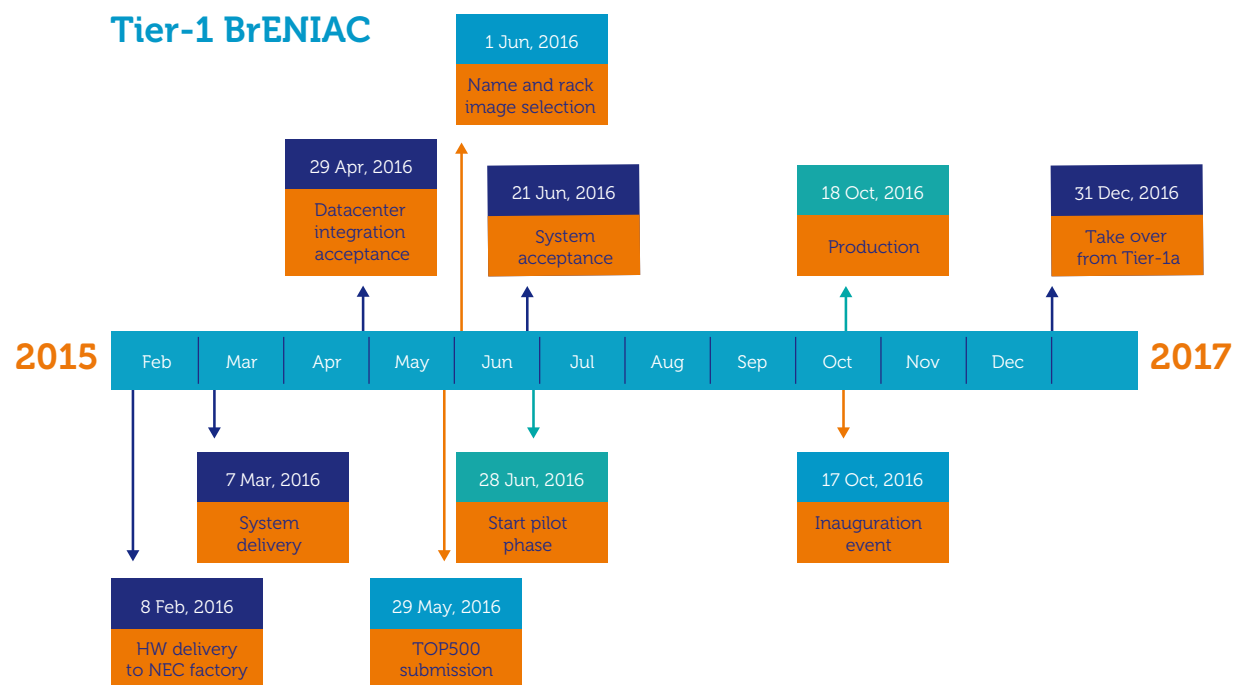 Tier-1 BrENIAC
1 Jun, 2016
Name and rack
image selection
29 Apr, 2016
Datacenter
integration
acceptance
21 Jun, 2016
System
acceptance
18 Oct, 2016
Production
31 Dec, 2016
Take over
from Tier-1a
2015
Feb
Mar
Apr
May
Jun
Jul
Aug
Sep
Oct
Nov
Dec
2017
7 Mar, 2016
System
delivery
28 Jun, 2016
Start pilot
phase
17 Oct, 2016
Inauguration
event
8 Feb, 2016
HW delivery
to NEC factory
29 May, 2016
TOP500
submission